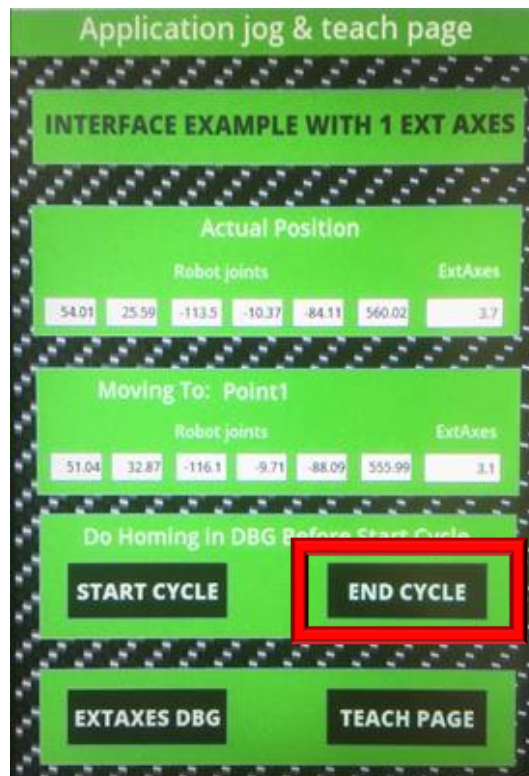 Application jog & teach page
INTERFACE EXAMPLE WITH 1 EXT AXES
Actual Position
Robot joints ExtAxes
54.01 25.59 -113.5 -10.37 -84.11 560.02 3.7
Moving To: Point1
Robot joints ExtAxes
51.04 32.87 -116.1 -9.71 -88.09 555.99 3.1
Do Homing in DBG Before Start Cycle
START CYCLE END CYCLE
EXTAXES DBG TEACH PAGE